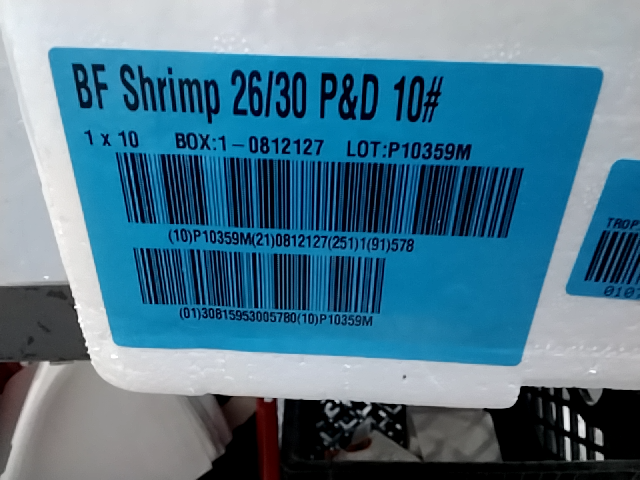 BF Shrimp 26/30 P&D 10#
1 x 10 BOX:1-0812127 LOT:P10359M
(10)P10359M(21)0812127(251)1(91)578
(01)30815953005780(10)P10359M